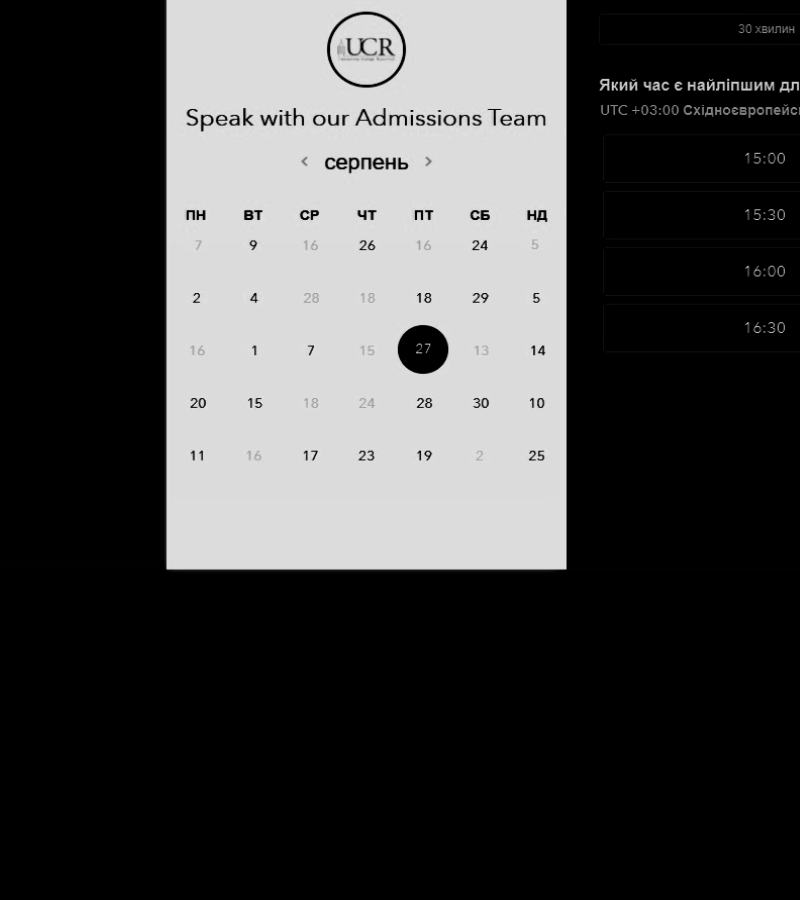 UCR
Speak with our Admissions Team
< серпень >
ПН ВТ СР ЧТ ПТ СБ НД
7 9 16 26 16 24 5
2 4 28 18 18 29 5
16 1 7 15 27 13 14
20 15 18 24 28 30 10
11 16 17 23 19 2 25
30 хвилин
Який час є найліпшим
UTC +03:00
15:00
15:30
16:00
16:30